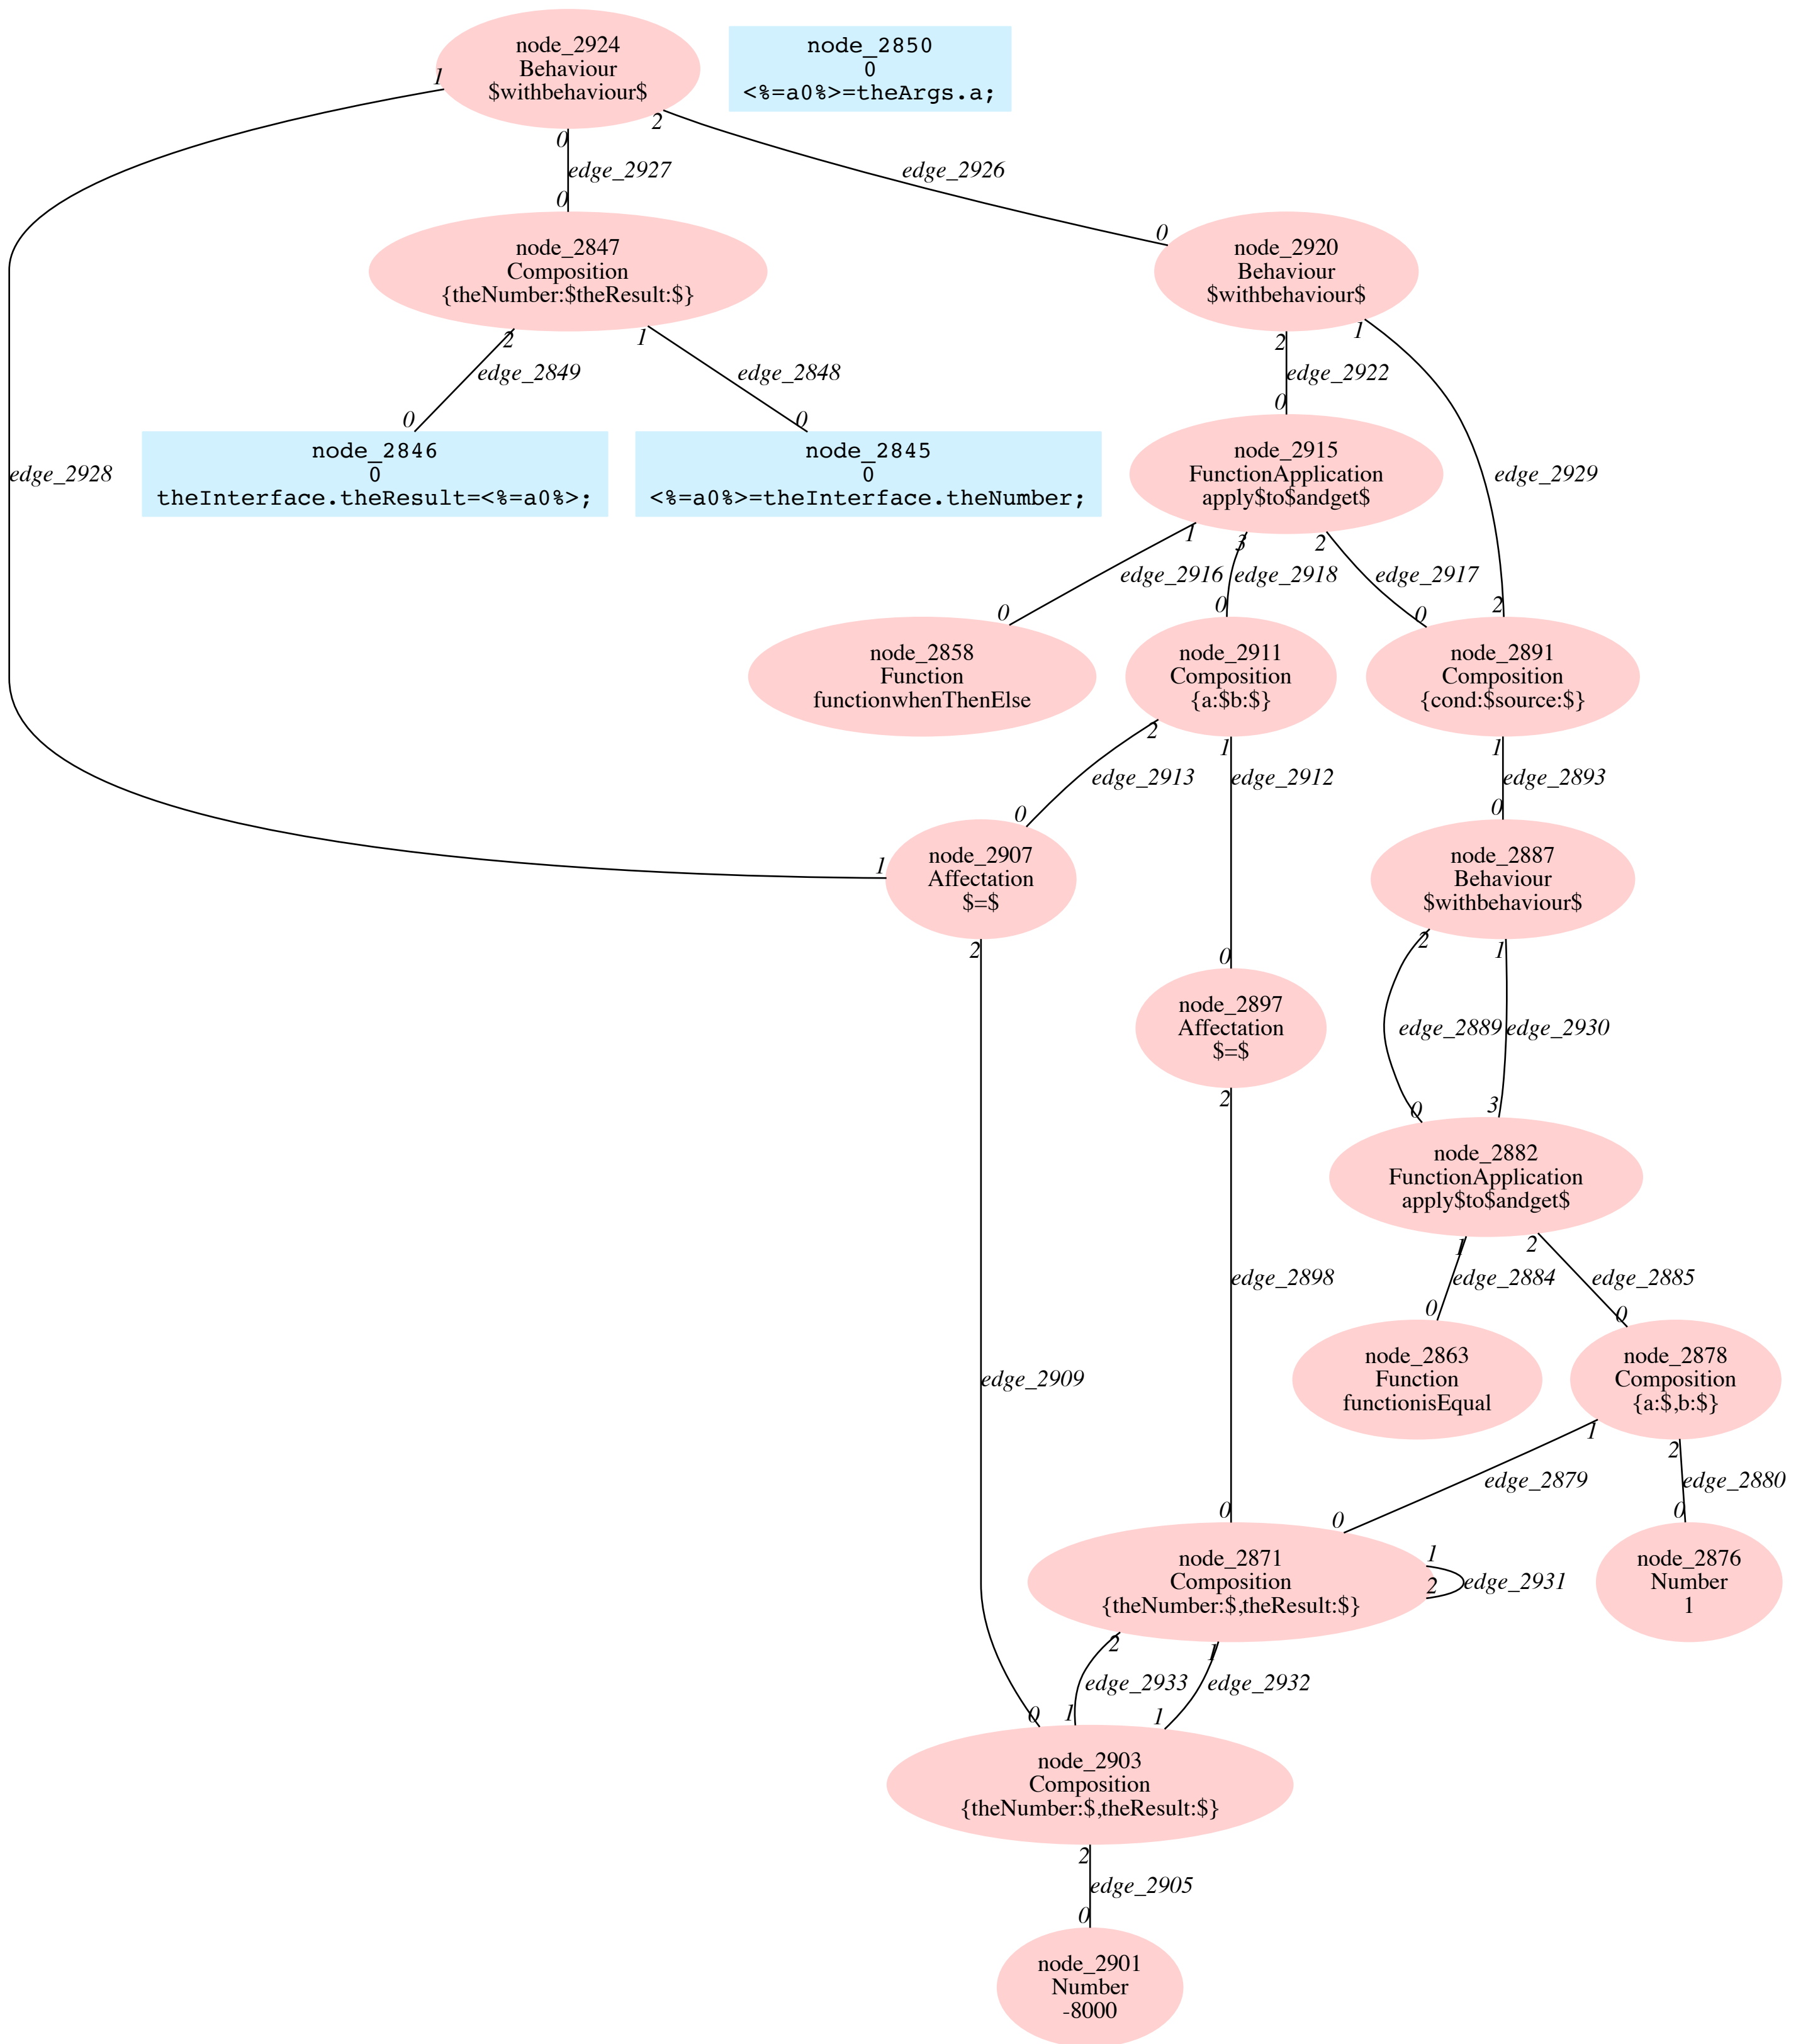 node_2924
Behaviour
$withbehaviour$
node_2850
0
<%=a0%>=theArgs.a;
1
0
2
edge_2927
edge_2926
0
0
node_2847
Composition
{theNumber:$theResult:$}
node_2920
Behaviour
$withbehaviour$
2
1
2
1
edge_2849
edge_2848
edge_2922
0
0
0
node_2846
0
theInterface.theResult=<%=a0%>;
node_2845
0
<%=a0%>=theInterface.theNumber;
node_2915
FunctionApplication
apply$to$andget$
edge_2928
edge_2929
1
3
2
edge_2916
edge_2918
edge_2917
0
0
0
2
node_2858
Function
functionwhenThenElse
node_2911
Composition
{a:$b:$}
node_2891
Composition
{cond:$source:$}
2
1
1
edge_2913
edge_2912
edge_2893
0
0
1
node_2907
Affectation
$=$
node_2887
Behaviour
$withbehaviour$
2
2
1
0
node_2897
Affectation
$=$
edge_2889
edge_2930
2
0
3
node_2882
FunctionApplication
apply$to$andget$
1
2
edge_2898
edge_2884
edge_2885
0
0
node_2863
Function
functionisEqual
node_2878
Composition
{a:$,b:$}
edge_2909
1
2
edge_2879
edge_2880
0
0
0
node_2871
Composition
{theNumber:$,theResult:$}
1
2
edge_2931
node_2876
Number
1
2
1
edge_2933
edge_2932
0
1
1
node_2903
Composition
{theNumber:$,theResult:$}
2
edge_2905
0
node_2901
Number
-8000